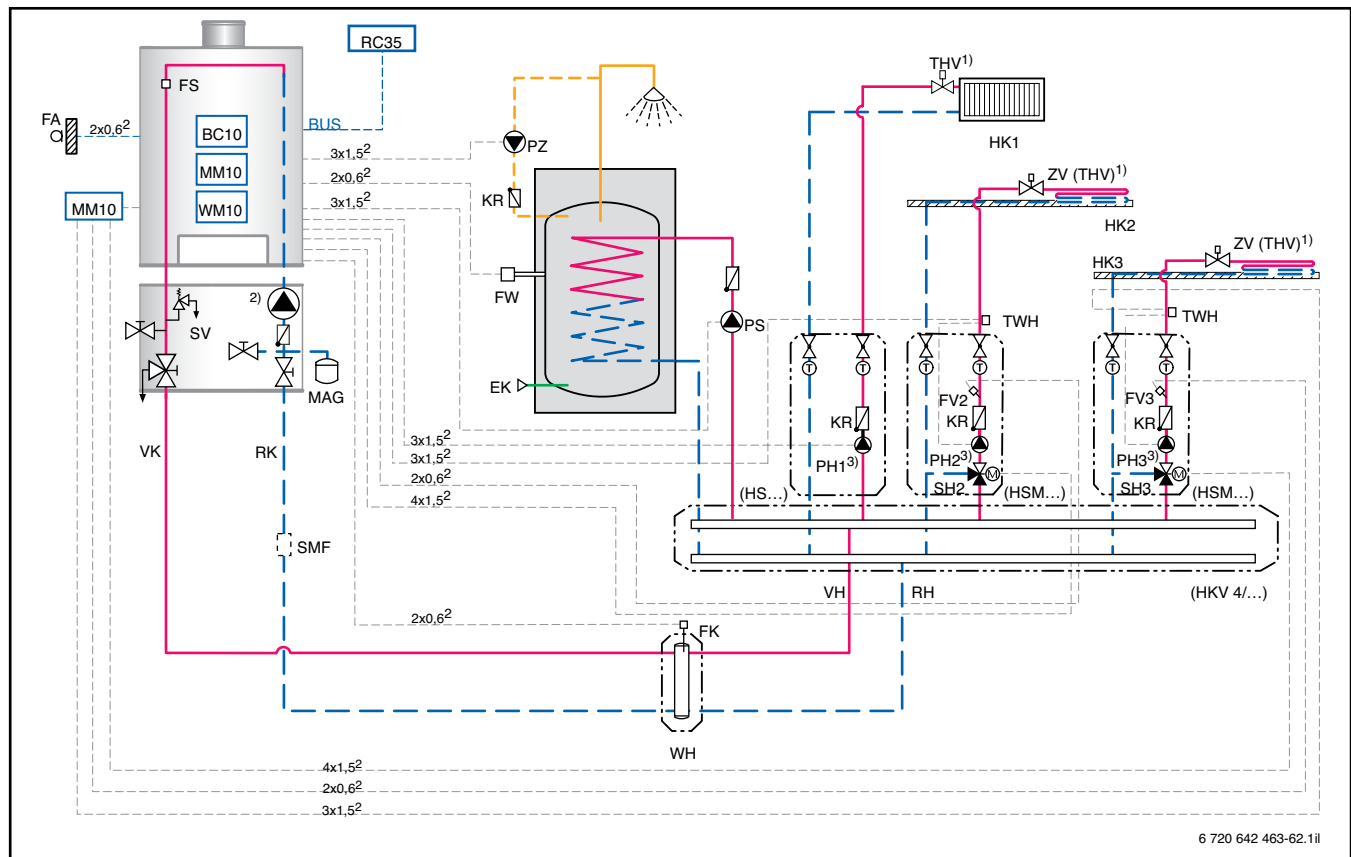 RC35
THV1)
FS
FA
2x0,6²
BUS
BC10
3x1,5²
PZ
HK1
MM10
2x0,6²
ZV (THV)1)
MM10
WM10
3x1,5²
KR
HK2
ZV (THV)1)
HK3
FW
2)
SV
PS
TWH
TWH
MAG
EK
FV2
FV3
KR
KR
KR
VK
RK
3x1,5²
3x1,5²
2x0,6²
4x1,5²
PH13)
PH23)
PH33)
M
M
T
T
T
T
T
T
SH2
SH3
(HS...)
(HSM...)
(HSM...)
SMF
VH
RH
(HKV 4/...)
2x0,6²
FK
WH
4x1,5²
2x0,6²
3x1,5²
6 720 642 463-62.1il